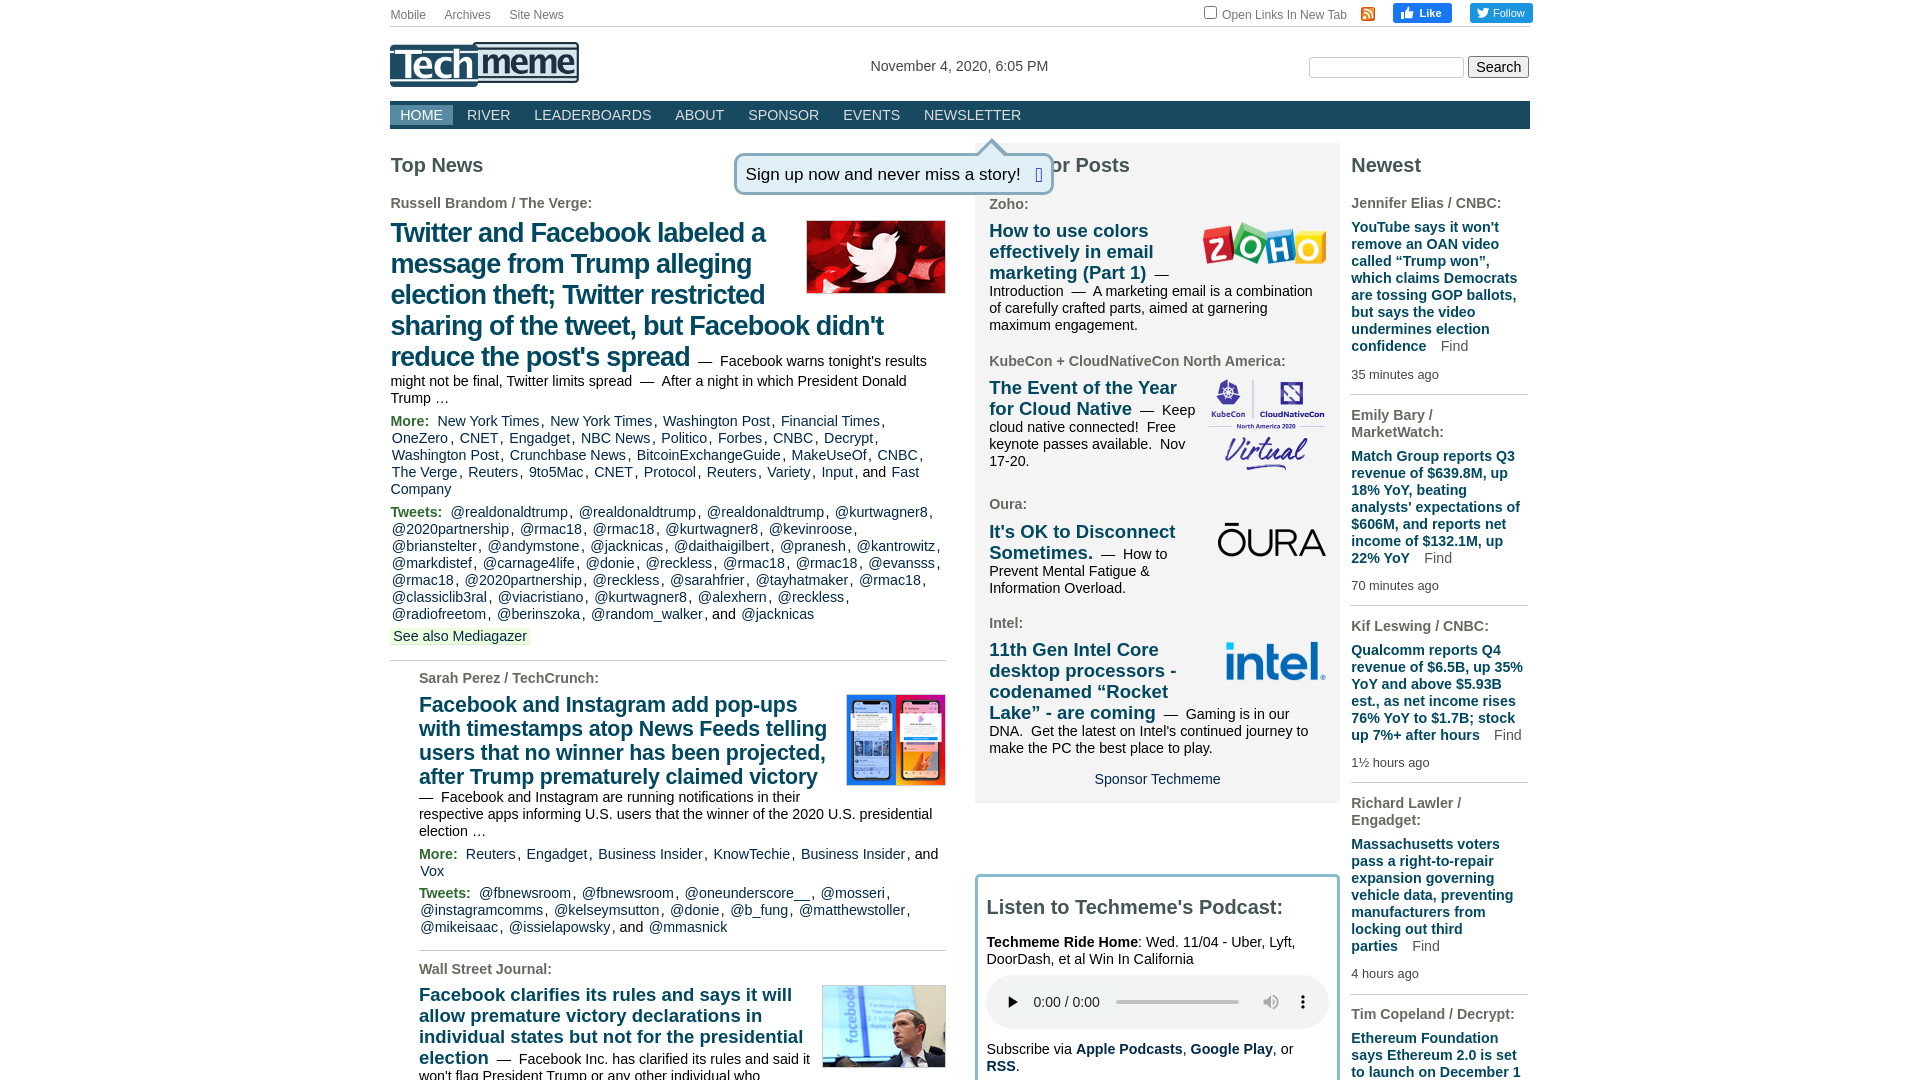 Mobile Archives Site News
Open Links In New Tab
Like
Follow
Techmeme
November 4, 2020, 6:05 PM
Search
HOME RIVER LEADERBOARDS ABOUT SPONSOR EVENTS NEWSLETTER
Sign up now and never miss a story!
Top News
Russell Brandom / The Verge:
Twitter and Facebook labeled a
message from Trump alleging
election theft; Twitter restricted
sharing of the tweet, but Facebook didn't
reduce the post's spread — Facebook warns tonight's results
might not be final, Twitter limits spread — After a night in which President Donald
Trump …
More: New York Times, New York Times, Washington Post, Financial Times,
OneZero, CNET, Engadget, NBC News, Politico, Forbes, CNBC, Decrypt,
Washington Post, Crunchbase News, BitcoinExchangeGuide, MakeUseOf, CNBC,
The Verge, Reuters, 9to5Mac, CNET, Protocol, Reuters, Variety, Input, and Fast
Company
Tweets: @realdonaldtrump, @realdonaldtrump, @realdonaldtrump, @kurtwagner8,
@2020partnership, @rmac18, @rmac18, @kurtwagner8, @kevinroose,
@brianstelter, @andymstone, @jacknicas, @daithaigilbert, @pranesh, @kantrowitz,
@markdistef, @carnage4life, @donie, @reckless, @rmac18, @rmac18, @evansss,
@rmac18, @2020partnership, @reckless, @sarahfrier, @tayhatmaker, @rmac18,
@classiclib3ral, @viacristiano, @kurtwagner8, @alexhern, @reckless,
@radiofreetom, @berinszoka, @random_walker, and @jacknicas
See also Mediagazer
Sarah Perez / TechCrunch:
Facebook and Instagram add pop-ups
with timestamps atop News Feeds telling
users that no winner has been projected,
after Trump prematurely claimed victory
— Facebook and Instagram are running notifications in their
respective apps informing U.S. users that the winner of the 2020 U.S. presidential
election …
More: Reuters, Engadget, Business Insider, KnowTechie, Business Insider, and
Vox
Tweets: @fbnewsroom, @fbnewsroom, @oneunderscore__, @mosseri,
@instagramcomms, @kelseymsutton, @donie, @b_fung, @matthewstoller,
@mikeisaac, @issielapowsky, and @mmasnick
Wall Street Journal:
Facebook clarifies its rules and says it will
allow premature victory declarations in
individual states but not for the presidential
election — Facebook Inc. has clarified its rules and said it
won't flag President Trump or any other individual who
facebook
or Posts
Zoho:
How to use colors
effectively in email
marketing (Part 1) —
Introduction — A marketing email is a combination
of carefully crafted parts, aimed at garnering
maximum engagement.
ZOHO
KubeCon + CloudNativeCon North America:
The Event of the Year
for Cloud Native — Keep
cloud native connected! Free
keynote passes available. Nov
17-20.
KubeCon CloudNativeCon
North America 2020
Virtual
Oura:
It's OK to Disconnect
Sometimes. — How to
Prevent Mental Fatigue &
Information Overload.
ŌURA
Intel:
11th Gen Intel Core
desktop processors -
codenamed “Rocket
Lake” - are coming — Gaming is in our
DNA. Get the latest on Intel's continued journey to
make the PC the best place to play.
intel®
Sponsor Techmeme
Listen to Techmeme's Podcast:
Techmeme Ride Home: Wed. 11/04 - Uber, Lyft,
DoorDash, et al Win In California
0:00 / 0:00
Subscribe via Apple Podcasts, Google Play, or
RSS.
Newest
Jennifer Elias / CNBC:
YouTube says it won't
remove an OAN video
called “Trump won”,
which claims Democrats
are tossing GOP ballots,
but says the video
undermines election
confidence Find
35 minutes ago
Emily Bary /
MarketWatch:
Match Group reports Q3
revenue of $639.8M, up
18% YoY, beating
analysts' expectations of
$606M, and reports net
income of $132.1M, up
22% YoY Find
70 minutes ago
Kif Leswing / CNBC:
Qualcomm reports Q4
revenue of $6.5B, up 35%
YoY and above $5.93B
est., as net income rises
76% YoY to $1.7B; stock
up 7%+ after hours Find
1½ hours ago
Richard Lawler /
Engadget:
Massachusetts voters
pass a right-to-repair
expansion governing
vehicle data, preventing
manufacturers from
locking out third
parties Find
4 hours ago
Tim Copeland / Decrypt:
Ethereum Foundation
says Ethereum 2.0 is set
to launch on December 1